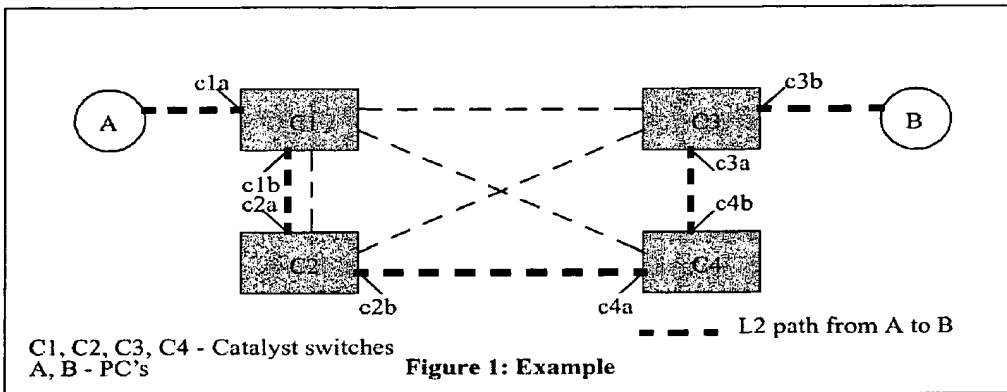 c1a
c3b
A
C1
C3
B
c1b
c3a
c2a
c4b
C2
C4
c2b
c4a
L2 path from A to B
C1, C2, C3, C4 - Catalyst switches
A, B - PC's
Figure 1: Example